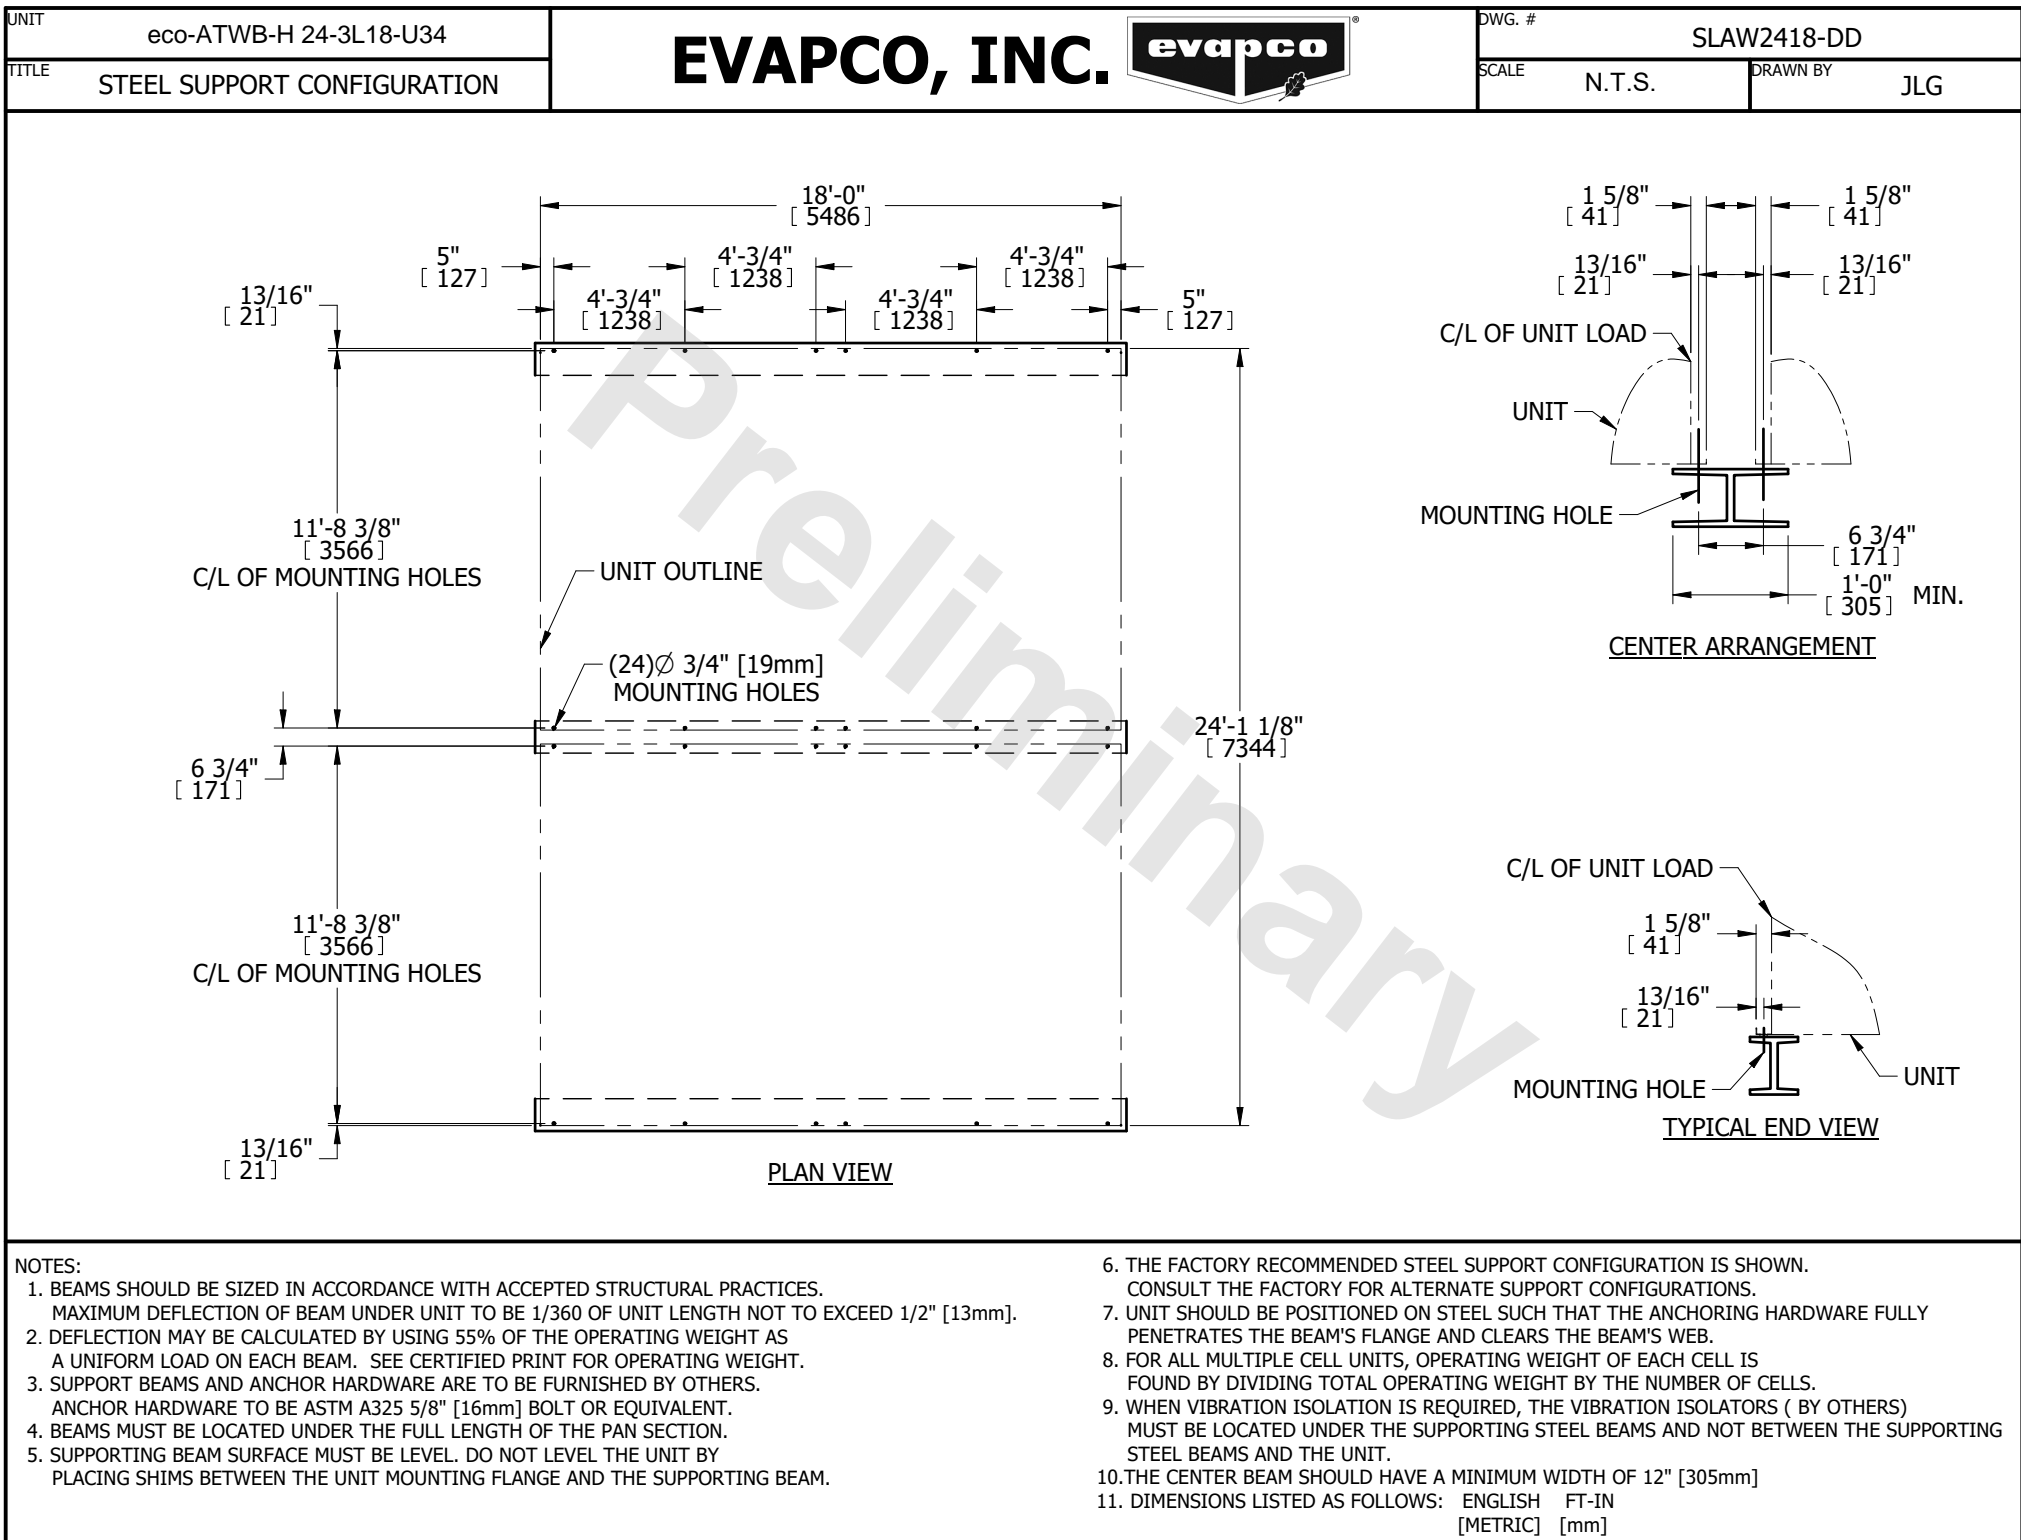 UNIT
eco-ATWB-H 24-3L18-U34
TITLE
STEEL SUPPORT CONFIGURATION
EVAPCO, INC.
evapco
®
DWG. #
SLAW2418-DD
SCALE
N.T.S.
DRAWN BY
JLG
18'-0"
[ 5486 ]
5"
[ 127 ]
4'-3/4"
[ 1238 ]
4'-3/4"
[ 1238 ]
13/16"
[ 21 ]
4'-3/4"
[ 1238 ]
4'-3/4"
[ 1238 ]
5"
[ 127 ]
11'-8 3/8"
[ 3566 ]
C/L OF MOUNTING HOLES
UNIT OUTLINE
(24)∅ 3/4" [19mm]
MOUNTING HOLES
6 3/4"
[ 171 ]
24'-1 1/8"
[ 7344 ]
11'-8 3/8"
[ 3566 ]
C/L OF MOUNTING HOLES
13/16"
[ 21 ]
PLAN VIEW
Preliminary
1 5/8"
[ 41 ]
1 5/8"
[ 41 ]
13/16"
[ 21 ]
13/16"
[ 21 ]
C/L OF UNIT LOAD
UNIT
MOUNTING HOLE
6 3/4"
[ 171 ]
1'-0"
[ 305 ] MIN.
CENTER ARRANGEMENT
C/L OF UNIT LOAD
1 5/8"
[ 41 ]
13/16"
[ 21 ]
MOUNTING HOLE
UNIT
TYPICAL END VIEW
NOTES:
1. BEAMS SHOULD BE SIZED IN ACCORDANCE WITH ACCEPTED STRUCTURAL PRACTICES.
MAXIMUM DEFLECTION OF BEAM UNDER UNIT TO BE 1/360 OF UNIT LENGTH NOT TO EXCEED 1/2" [13mm].
2. DEFLECTION MAY BE CALCULATED BY USING 55% OF THE OPERATING WEIGHT AS
A UNIFORM LOAD ON EACH BEAM. SEE CERTIFIED PRINT FOR OPERATING WEIGHT.
3. SUPPORT BEAMS AND ANCHOR HARDWARE ARE TO BE FURNISHED BY OTHERS.
ANCHOR HARDWARE TO BE ASTM A325 5/8" [16mm] BOLT OR EQUIVALENT.
4. BEAMS MUST BE LOCATED UNDER THE FULL LENGTH OF THE PAN SECTION.
5. SUPPORTING BEAM SURFACE MUST BE LEVEL. DO NOT LEVEL THE UNIT BY
PLACING SHIMS BETWEEN THE UNIT MOUNTING FLANGE AND THE SUPPORTING BEAM.
6. THE FACTORY RECOMMENDED STEEL SUPPORT CONFIGURATION IS SHOWN.
CONSULT THE FACTORY FOR ALTERNATE SUPPORT CONFIGURATIONS.
7. UNIT SHOULD BE POSITIONED ON STEEL SUCH THAT THE ANCHORING HARDWARE FULLY
PENETRATES THE BEAM'S FLANGE AND CLEARS THE BEAM'S WEB.
8. FOR ALL MULTIPLE CELL UNITS, OPERATING WEIGHT OF EACH CELL IS
FOUND BY DIVIDING TOTAL OPERATING WEIGHT BY THE NUMBER OF CELLS.
9. WHEN VIBRATION ISOLATION IS REQUIRED, THE VIBRATION ISOLATORS ( BY OTHERS)
MUST BE LOCATED UNDER THE SUPPORTING STEEL BEAMS AND NOT BETWEEN THE SUPPORTING
STEEL BEAMS AND THE UNIT.
10.THE CENTER BEAM SHOULD HAVE A MINIMUM WIDTH OF 12" [305mm]
11. DIMENSIONS LISTED AS FOLLOWS: ENGLISH FT-IN
[METRIC] [mm]